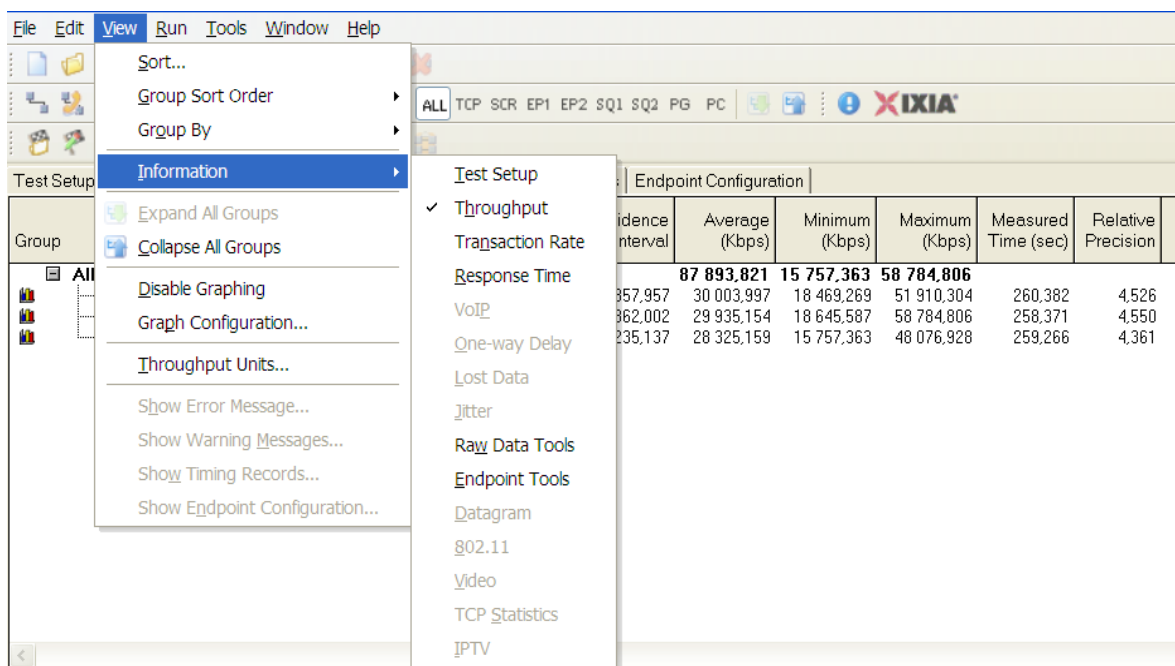 File Edit View Run Tools Window Help
Sort...
Group Sort Order
Group By
Information
Expand All Groups
Collapse All Groups
Disable Graphing
Graph Configuration...
Throughput Units...
Show Error Message...
Show Warning Messages...
Show Timing Records...
Show Endpoint Configuration...
Test Setup
Throughput
Transaction Rate
Response Time
VoIP
One-way Delay
Lost Data
Jitter
Raw Data Tools
Endpoint Tools
Datagram
802.11
Video
TCP Statistics
IPTV
ALL TCP SCR EP1 EP2 SQ1 SQ2 PG PC IXIA
Test Setup Endpoint Configuration
Group idence nterval Average (Kbps) Minimum (Kbps) Maximum (Kbps) Measured Time (sec) Relative Precision
All 87 893,821 15 757,363 58 784,806
357,957 30 003,997 18 469,269 51 910,304 260,382 4,526
362,002 29 935,154 18 645,587 58 784,806 258,371 4,550
235,137 28 325,159 15 757,363 48 076,928 259,266 4,361